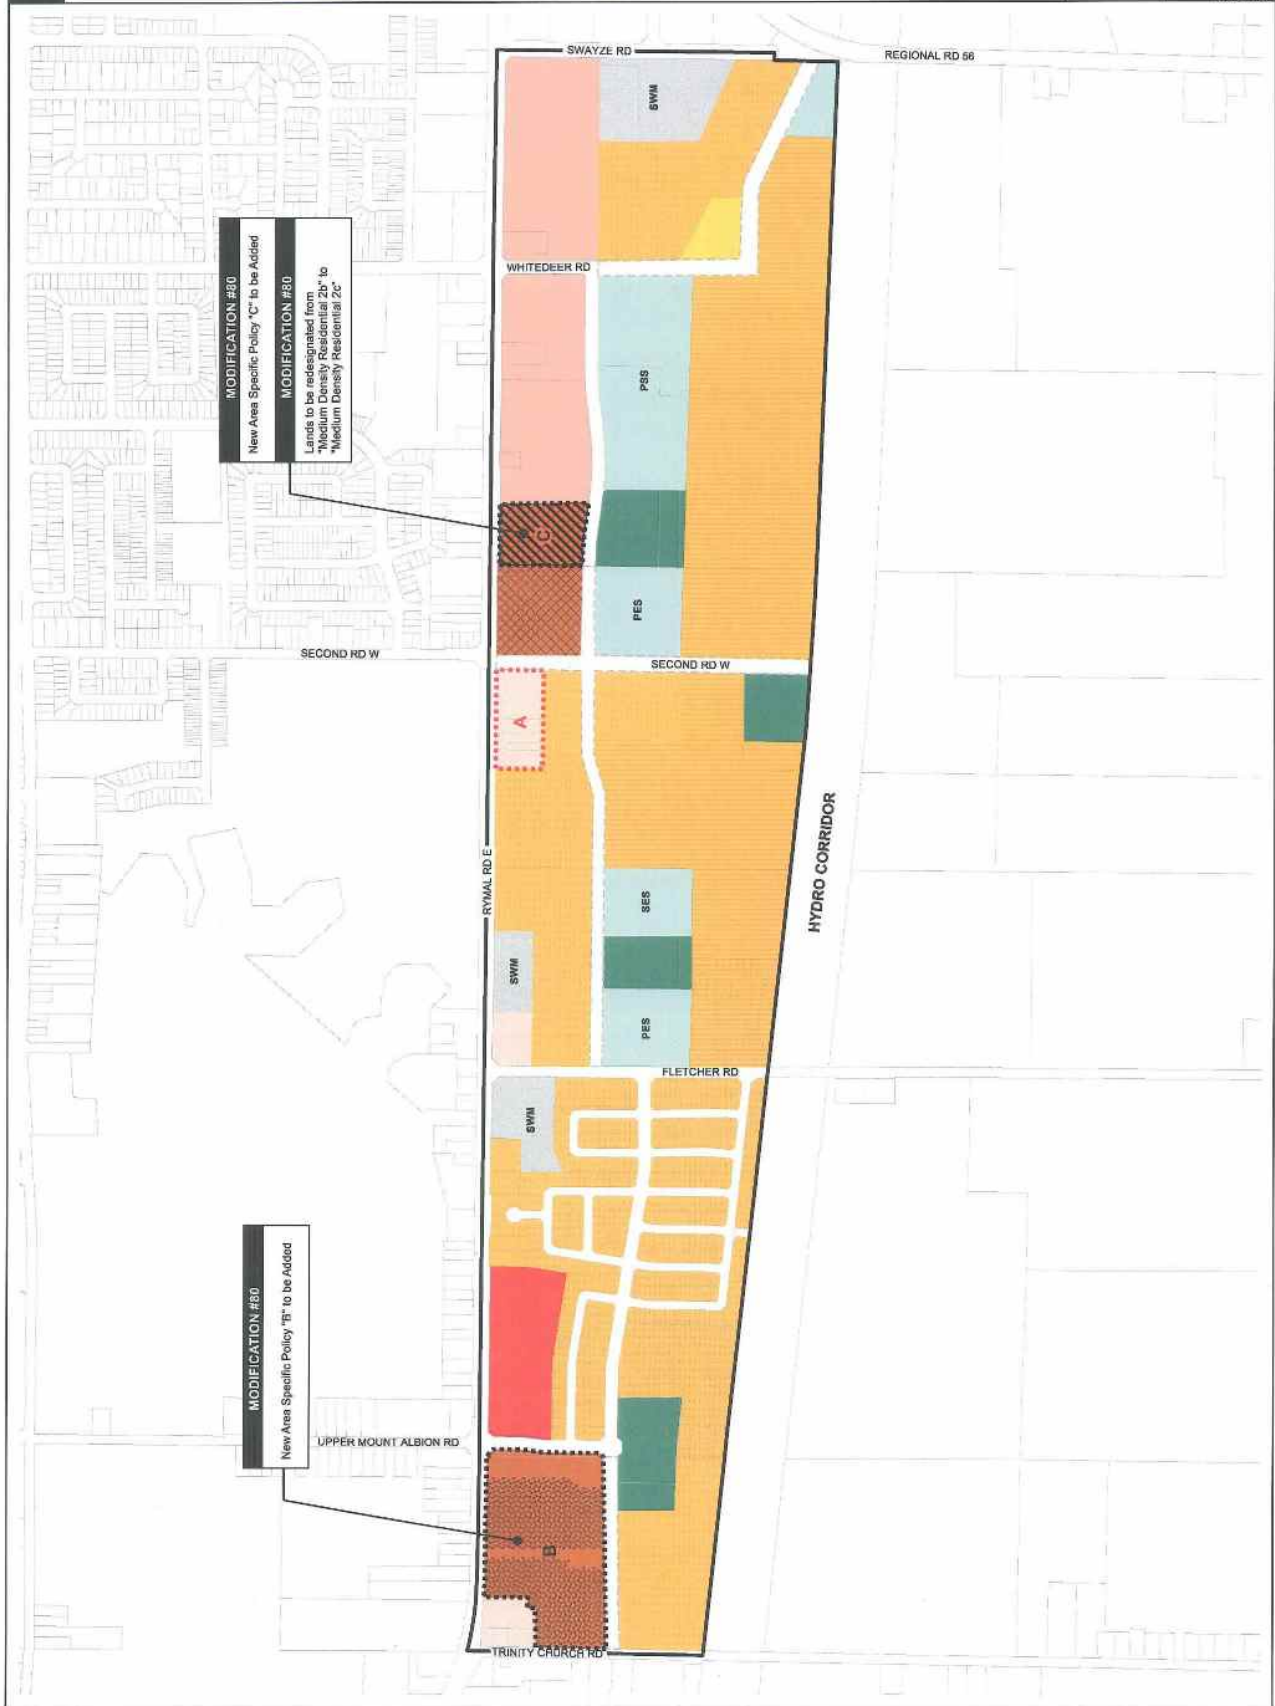 SWAYZE RD
REGIONAL RD 56
SWM
MODIFICATION #80
New Area Specific Policy "C" to be Added
MODIFICATION #80
Lands to be redesignated from
"Medium Density Residential 2b" to
"Medium Density Residential 2c"
WHITEDEER RD
PSS
C
PES
SECOND RD W
SECOND RD W
A
RYMAL RD E
HYDRO CORRIDOR
SES
SWM
PES
FLETCHER RD
SWM
MODIFICATION #80
New Area Specific Policy "B" to be Added
UPPER MOUNT ALBION RD
B
TRINITY CHURCH RD